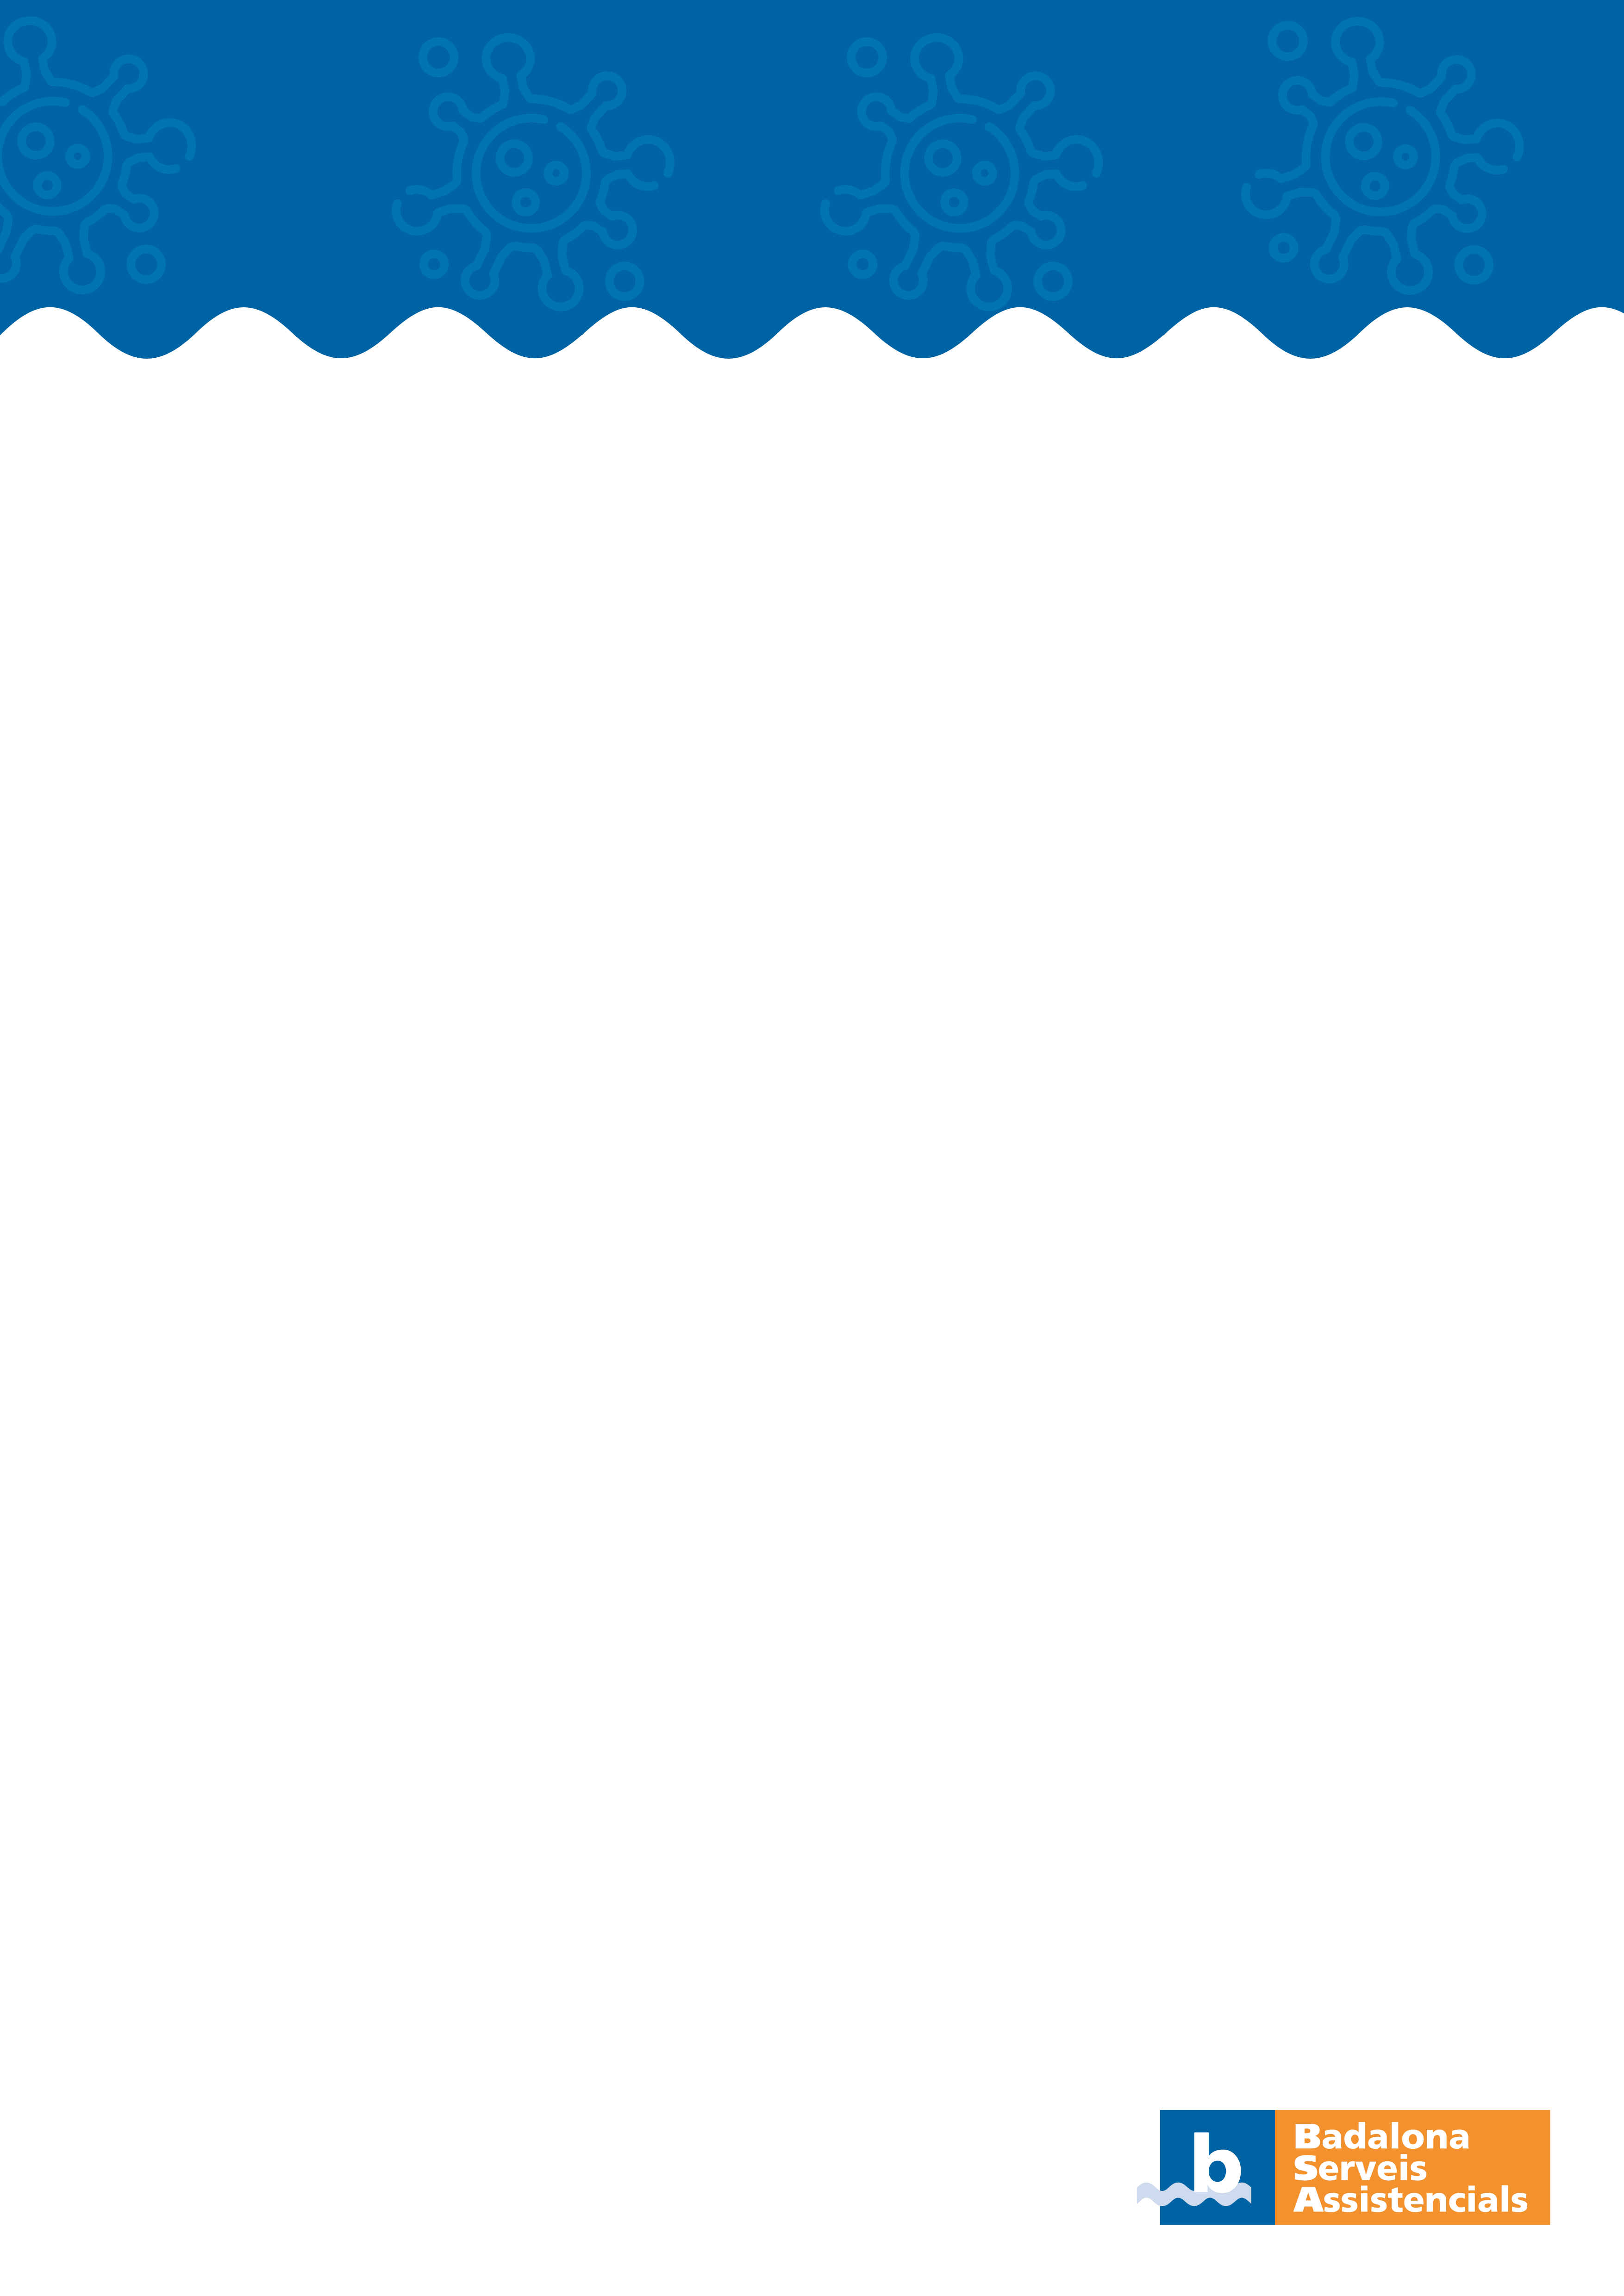 b
Badalona
Serveis
Assistencials